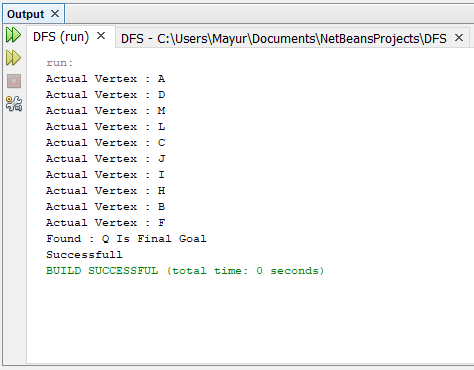 Output ×
DFS (run) × DFS - C:\Users\Mayur\Documents\NetBeansProjects\DFS ×
run:
Actual Vertex : A
Actual Vertex : D
Actual Vertex : M
Actual Vertex : L
Actual Vertex : C
Actual Vertex : J
Actual Vertex : I
Actual Vertex : H
Actual Vertex : B
Actual Vertex : F
Found : Q Is Final Goal
Successfull
BUILD SUCCESSFUL (total time: 0 seconds)